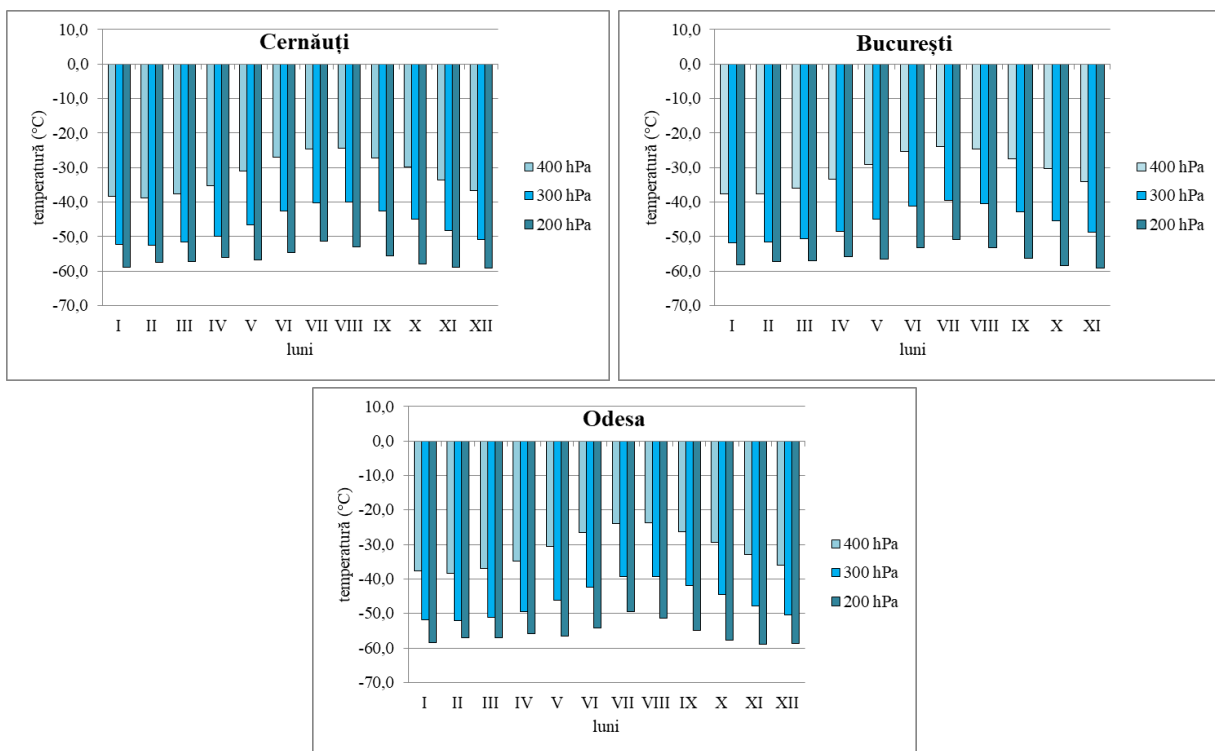 Cernăuți
10,0
0,0
-10,0
-20,0
-30,0
-40,0
-50,0
-60,0
-70,0
temperatură (°C)
I II III IV V VI VII VIII IX X XI XII
luni
400 hPa
300 hPa
200 hPa
București
10,0
0,0
-10,0
-20,0
-30,0
-40,0
-50,0
-60,0
-70,0
temperatură (°C)
I II III IV V VI VII VIII IX X XI
luni
400 hPa
300 hPa
200 hPa
Odesa
10,0
0,0
-10,0
-20,0
-30,0
-40,0
-50,0
-60,0
-70,0
temperatură (°C)
I II III IV V VI VII VIII IX X XI XII
luni
400 hPa
300 hPa
200 hPa